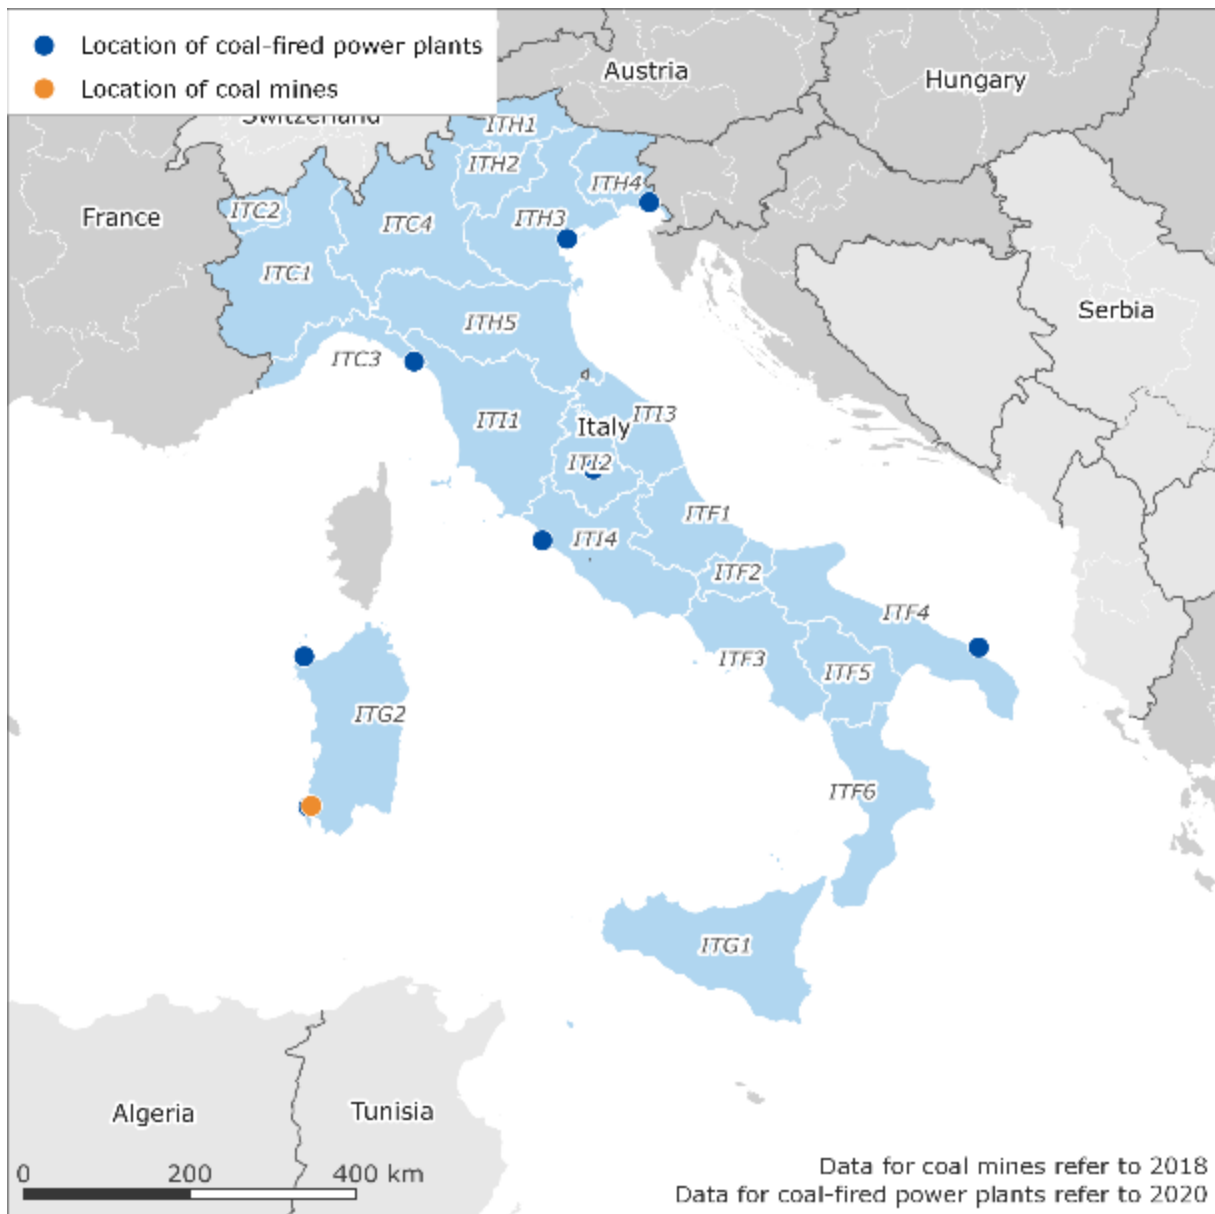 Location of coal-fired power plants
Location of coal mines
Austria
Hungary
Switzerland
ITH1
ITH2
ITH4
France
ITC2
ITC4
ITH3
ITC1
Serbia
ITH5
ITC3
ITI1
ITI3
Italy
ITI2
ITF1
ITI4
ITF2
ITF4
ITF3
ITF5
ITG2
ITF6
ITG1
Algeria
Tunisia
0 200 400 km
Data for coal mines refer to 2018
Data for coal-fired power plants refer to 2020